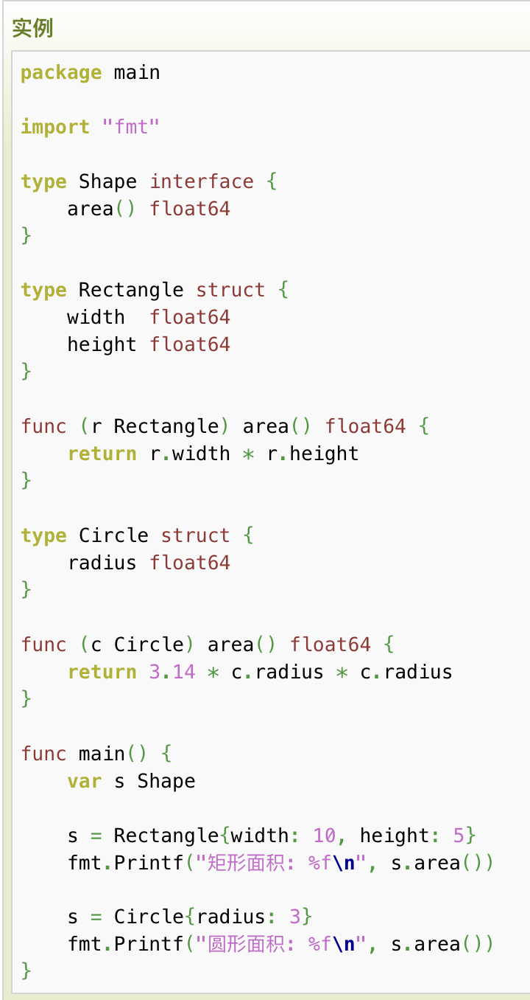 实例
package main

import "fmt"

type Shape interface {
    area() float64
}

type Rectangle struct {
    width  float64
    height float64
}

func (r Rectangle) area() float64 {
    return r.width * r.height
}

type Circle struct {
    radius float64
}

func (c Circle) area() float64 {
    return 3.14 * c.radius * c.radius
}

func main() {
    var s Shape

    s = Rectangle{width: 10, height: 5}
    fmt.Printf("矩形面积: %f\n", s.area())

    s = Circle{radius: 3}
    fmt.Printf("圆形面积: %f\n", s.area())
}